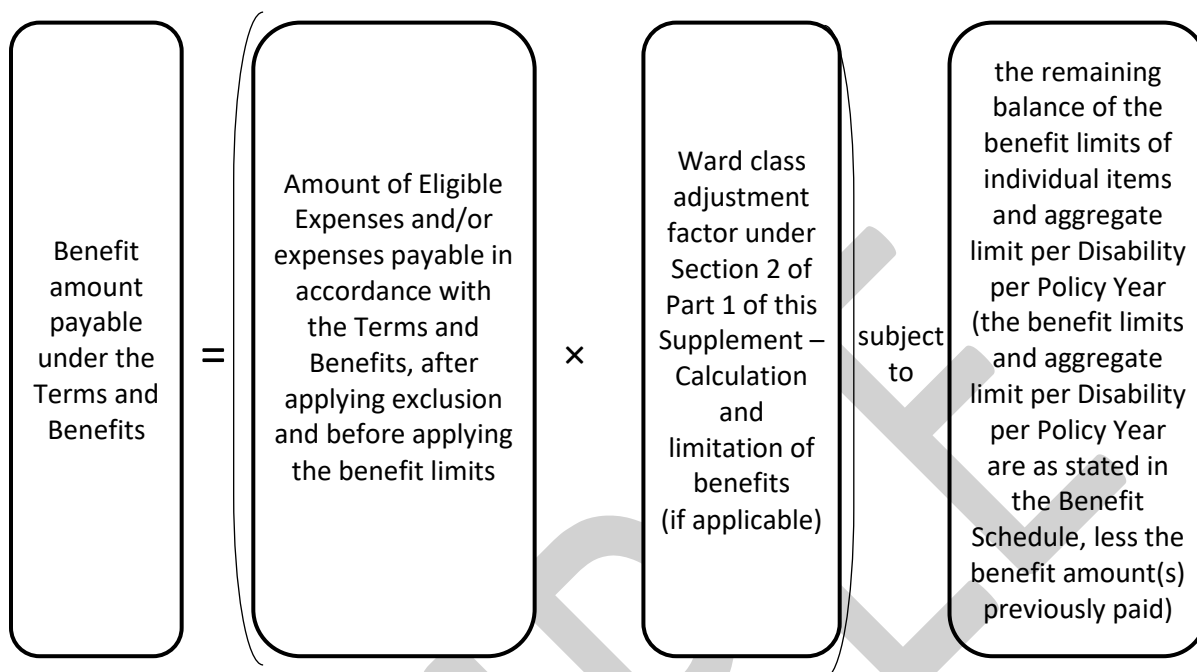 Benefit
amount
payable
under the
Terms and
Benefits
=
Amount of Eligible
Expenses and/or
expenses payable in
accordance with
the Terms and
Benefits, after
applying exclusion
and before applying
the benefit limits
×
Ward class
adjustment
factor under
Section 2 of
Part 1 of this
Supplement –
Calculation
and
limitation of
benefits
(if applicable)
subject
to
the remaining
balance of the
benefit limits of
individual items
and aggregate
limit per Disability
per Policy Year
(the benefit limits
and aggregate
limit per Disability
per Policy Year
are as stated in
the Benefit
Schedule, less the
benefit amount(s)
previously paid)